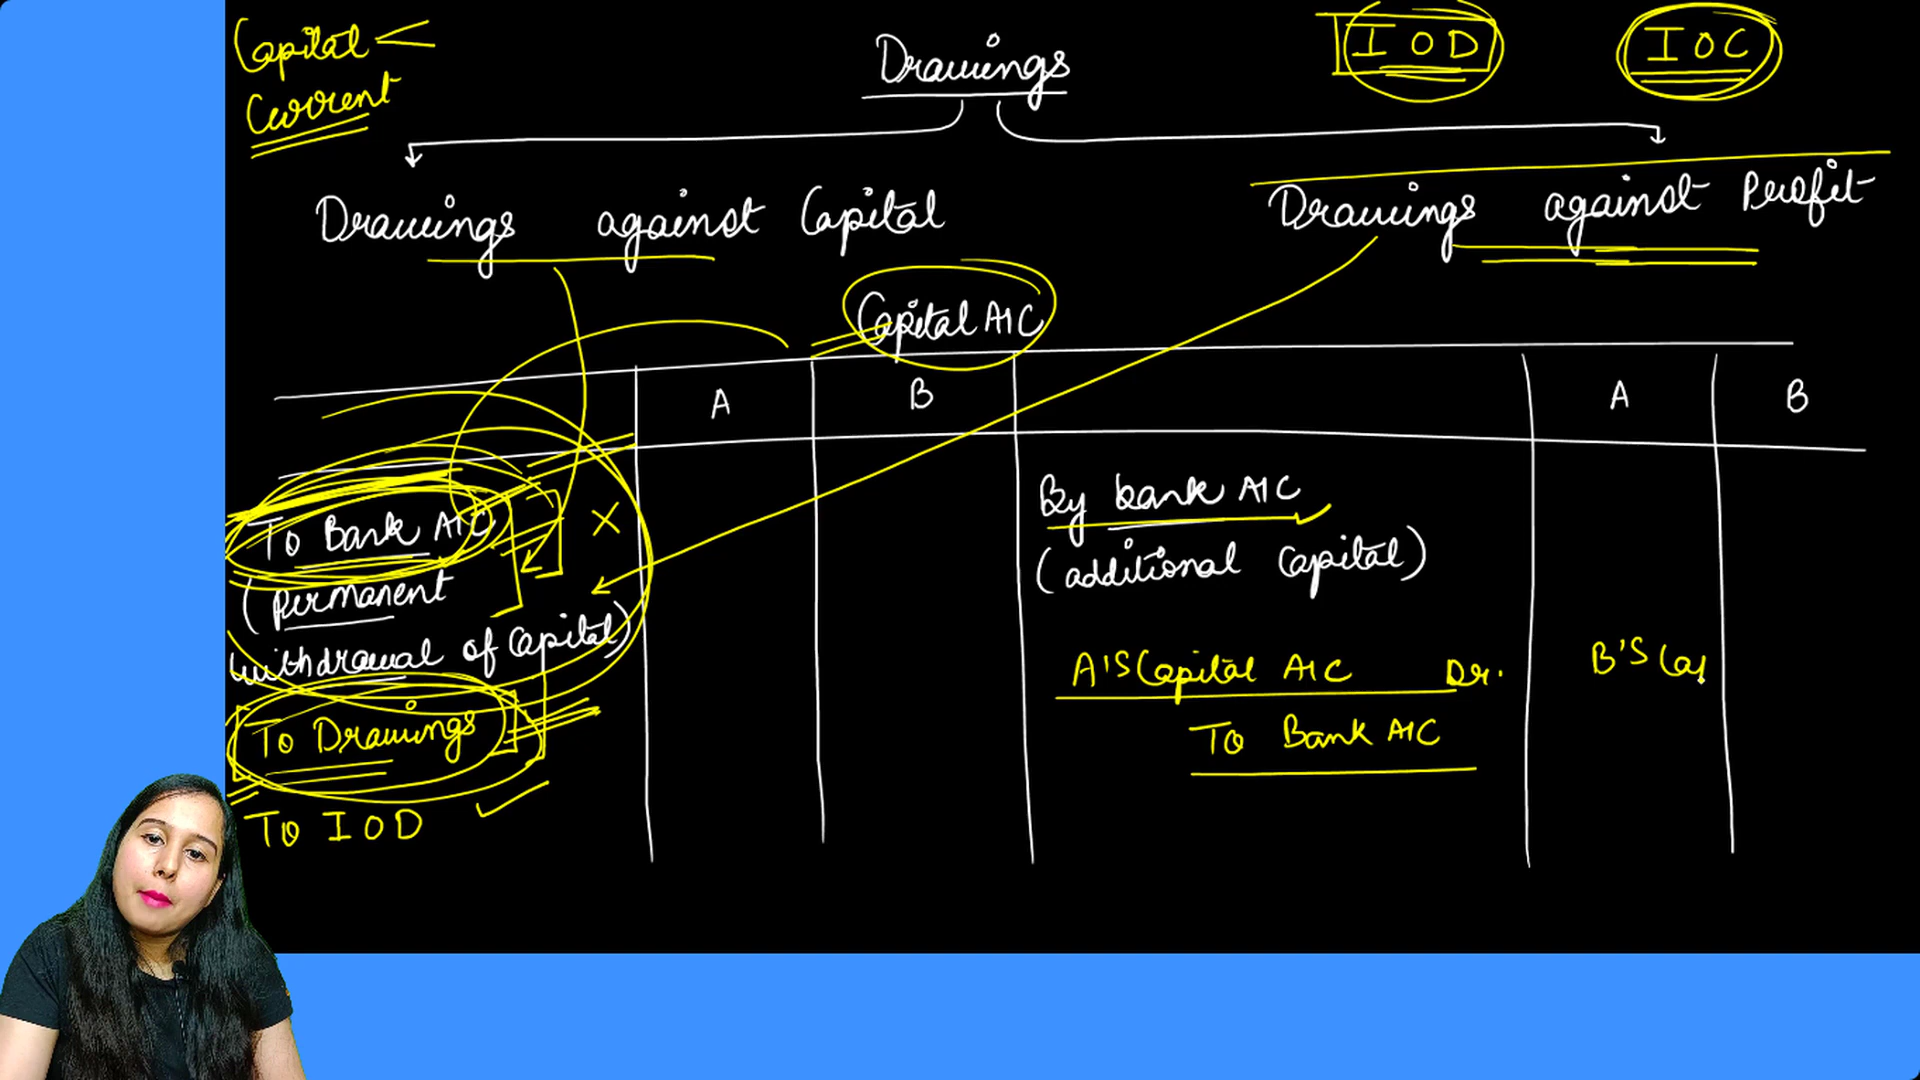 Capital
Current
Drawings
IOD
IOC
Drawings against Capital
Drawings against Profit
Capital A/C
A B A B
To Bank A/C
(permanent
withdrawal of Capital)
To Drawings
To IOD
By bank A/C
(additional Capital)
A'S Capital A/C Dr.
To Bank A/C
B'S Cap